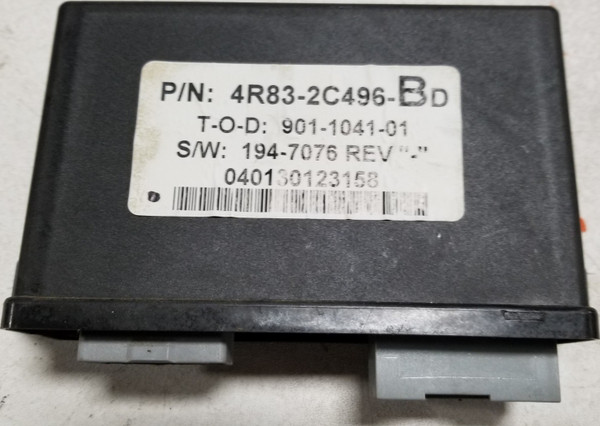 P/N: 4R83-2C496-BD
T-O-D: 901-1041-01
S/W: 194-7076 REV "-"
040130123158